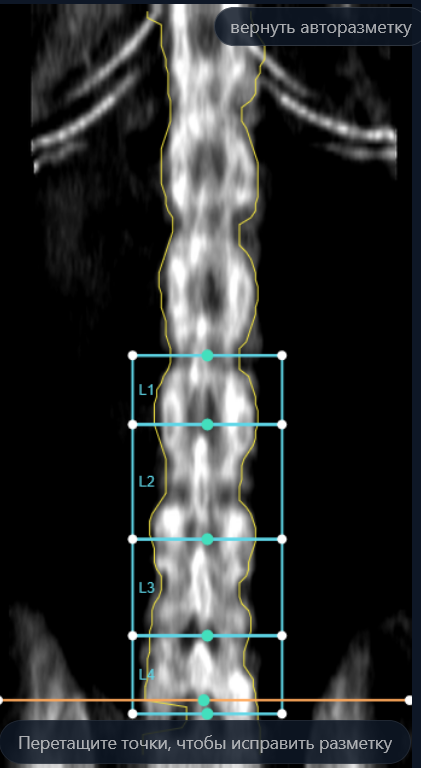 вернуть авторазметку
L1
L2
L3
L4
Перетащите точки, чтобы исправить разметку